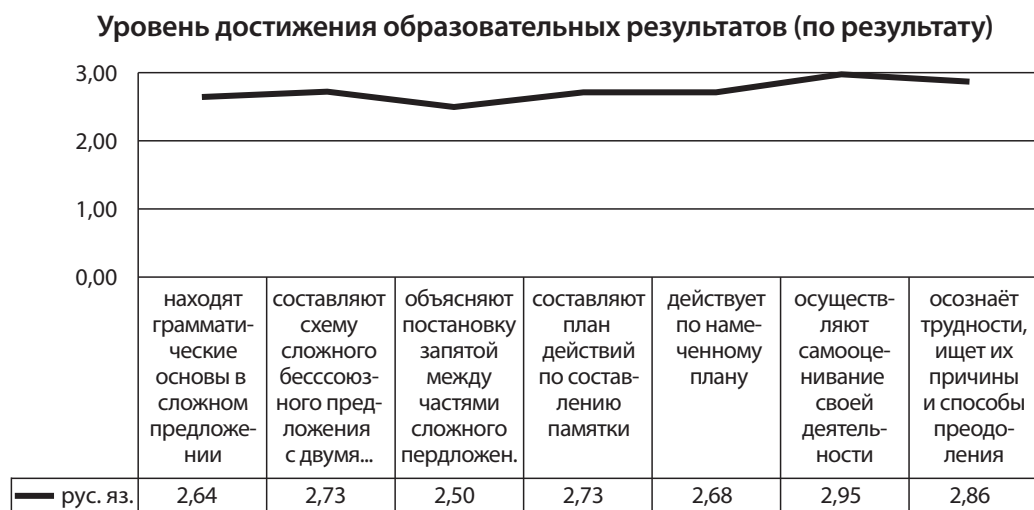 Уровень достижения образовательных результатов (по результату)
3,00
2,00
1,00
0,00
находят
граммати-
ческие
основы в
сложном
предложе-
нии
составляют
схему
сложного
бесссоюз-
ного пред-
ложения
с двумя...
объясняют
постановку
запятой
между
частями
сложного
пердложен.
составляют
план
действий
по состав-
лению
памятки
действует
по наме-
ченному
плану
осуществ-
ляют
самооце-
нивание
своей
деятель-
ности
осознаёт
трудности,
ищет их
причины
и способы
преодо-
ления
рус. яз. 2,64 2,73 2,50 2,73 2,68 2,95 2,86